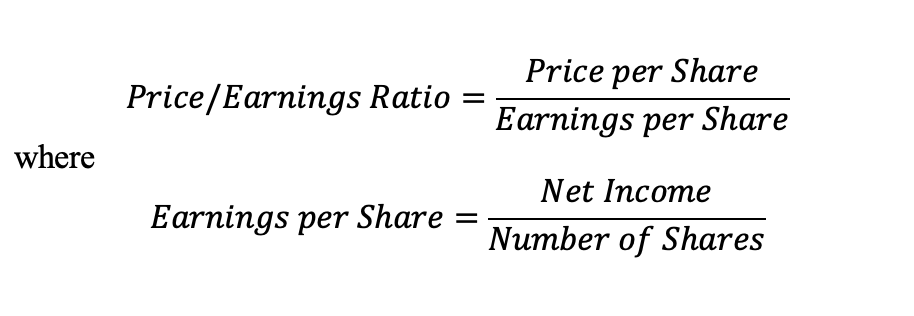 Price/Earnings Ratio = Price per Share / Earnings per Share
where
Earnings per Share = Net Income / Number of Shares